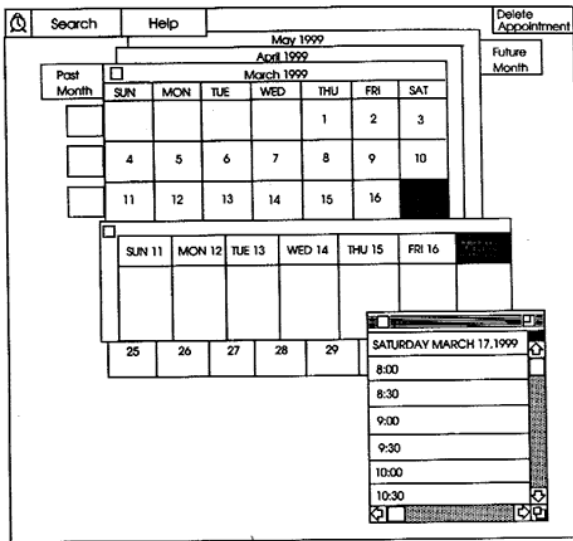 Search Help
Delete
Appointment
May 1999
Future
Month
April 1999
Past
Month
March 1999
SUN MON TUE WED THU FRI SAT
1 2 3
4 5 6 7 8 9 10
11 12 13 14 15 16
SUN 11 MON 12 TUE 13 WED 14 THU 15 FRI 16
25 26 27 28 29
SATURDAY MARCH 17,1999
8:00
8:30
9:00
9:30
10:00
10:30